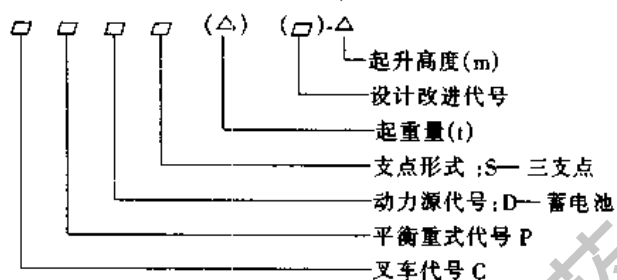 ▱ ▱ ▱ ▱ (△) (▱)-△
起升高度(m)
设计改进代号
起重量(t)
支点形式:S—三支点
动力源代号:D—蓄电池
平衡重式代号 P
叉车代号 C